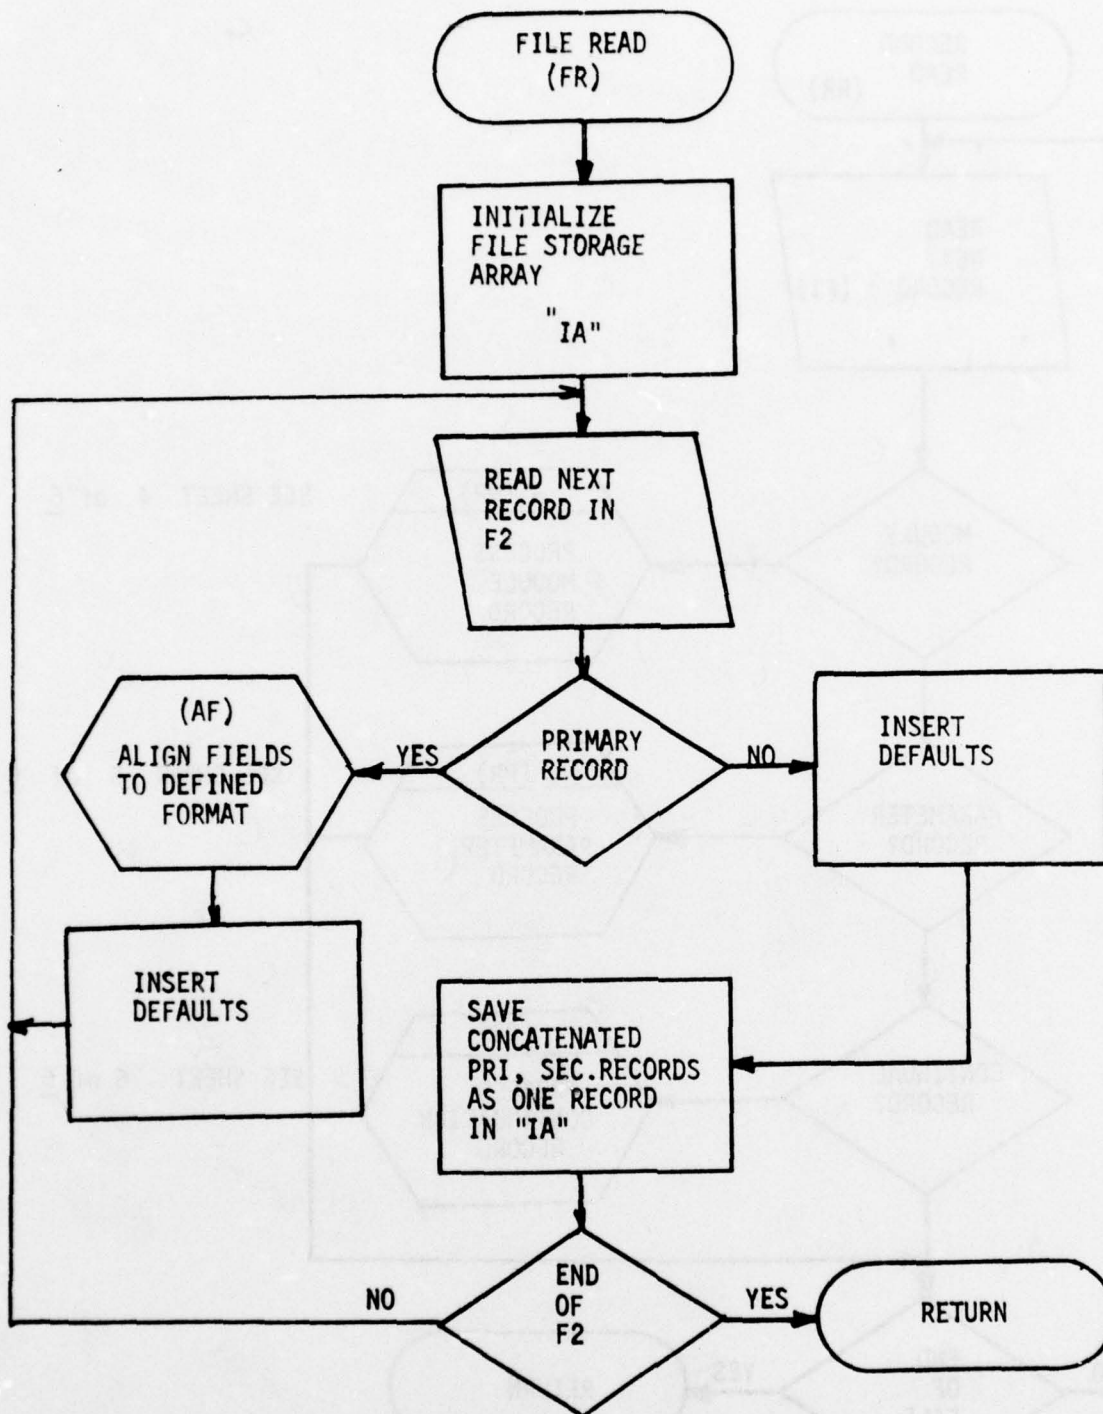 FILE READ
(FR)
INITIALIZE
FILE STORAGE
ARRAY
"IA"
READ NEXT
RECORD IN
F2
PRIMARY
RECORD
YES
NO
(AF)
ALIGN FIELDS
TO DEFINED
FORMAT
INSERT
DEFAULTS
INSERT
DEFAULTS
SAVE
CONCATENATED
PRI, SEC.RECORDS
AS ONE RECORD
IN "IA"
END
OF
F2
NO
YES
RETURN